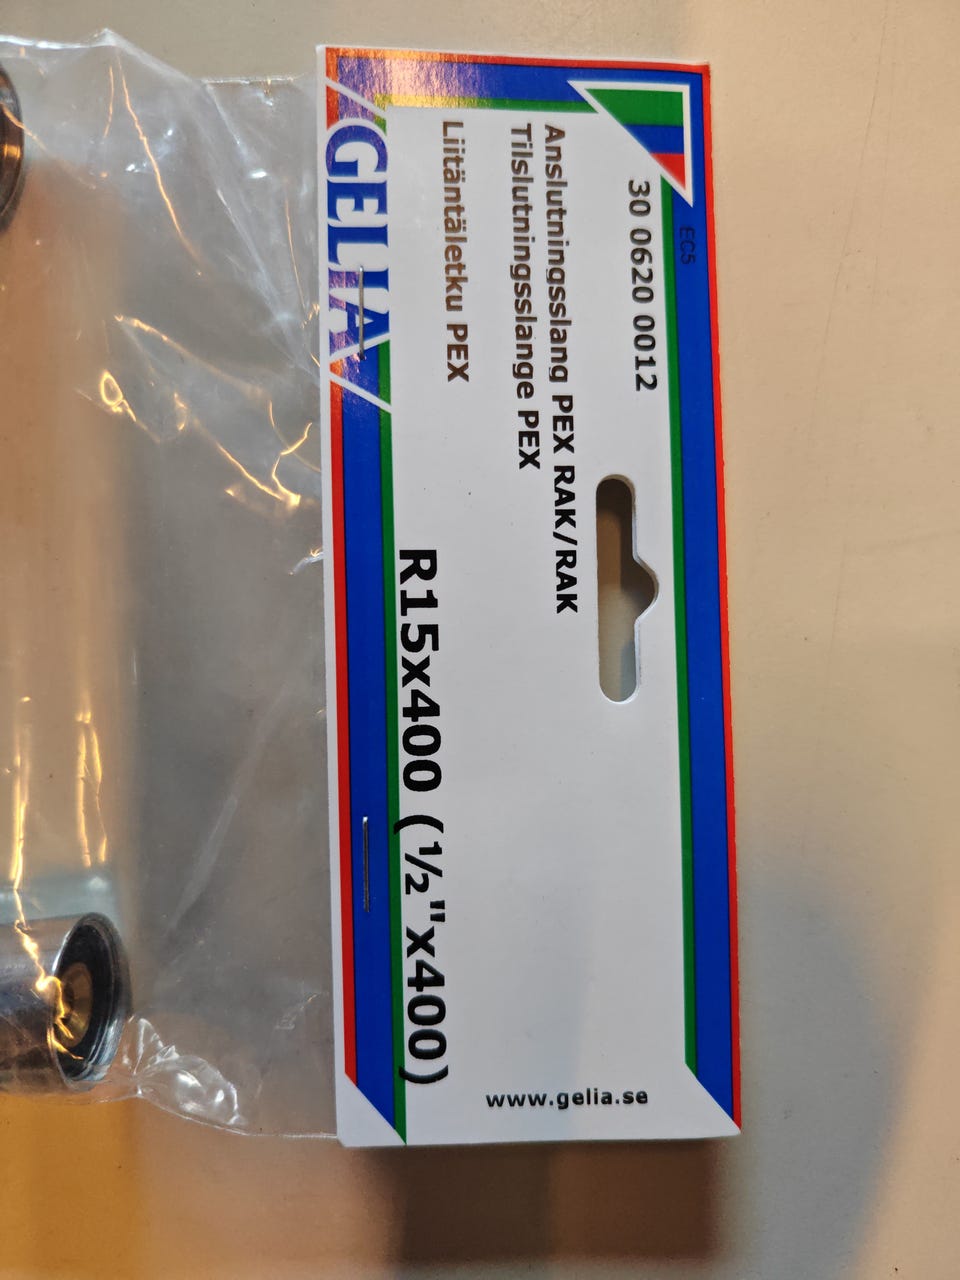 EC5
30 0620 0012
Anslutningsslang PEX RAK/RAK
Tilslutningsslange PEX
Liitäntäletku PEX
R15x400 (½"x400)
GELIA
www.gelia.se